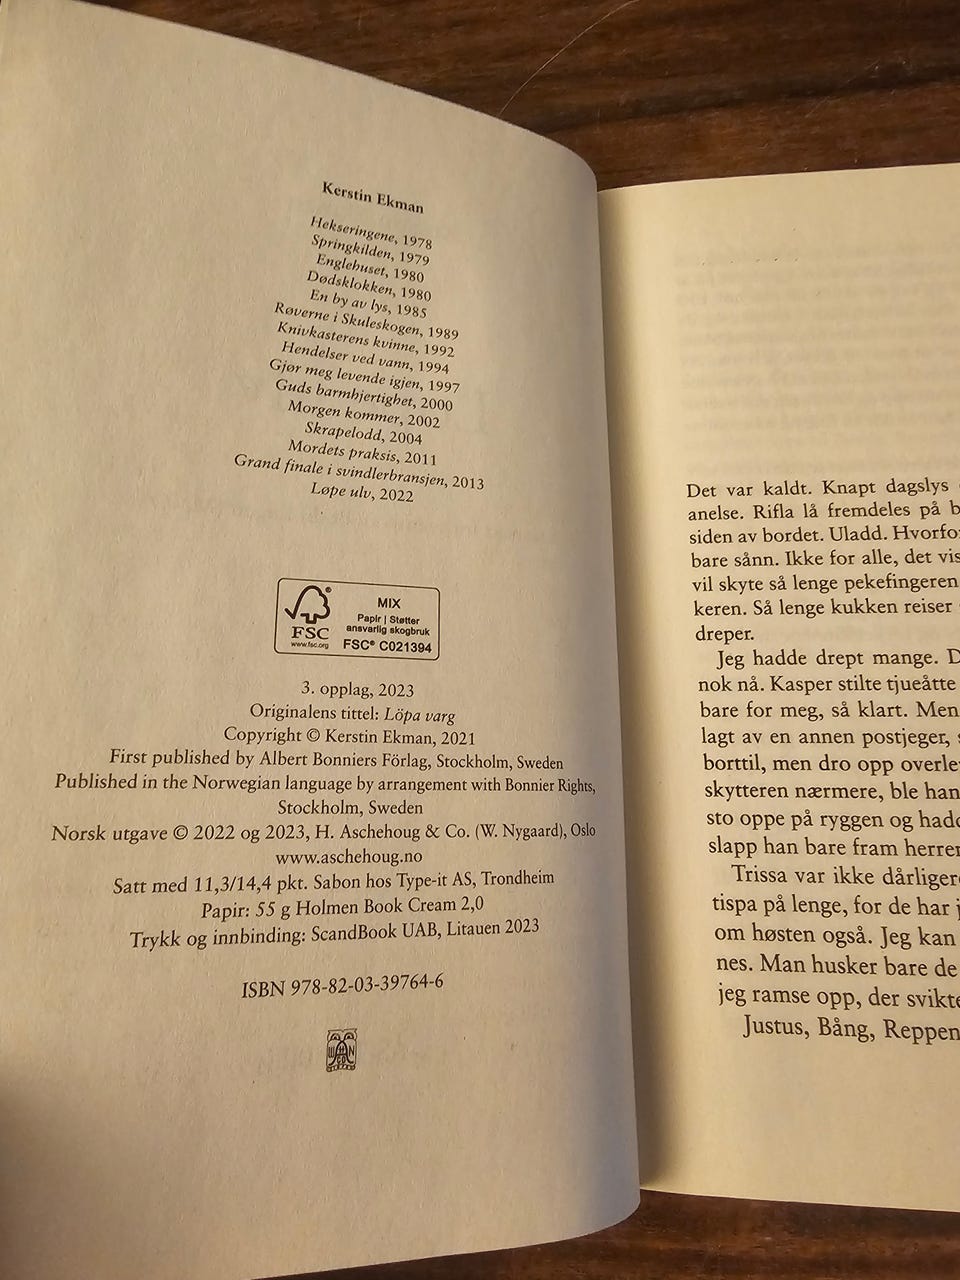 Kerstin Ekman
Hekseringene, 1978
Springkilden, 1979
Englehuset, 1980
Dødsklokken, 1980
En by av lys, 1985
Røverne i Skuleskogen, 1989
Knivkasterens kvinne, 1992
Hendelser ved vann, 1994
Gjør meg levende igjen, 1997
Guds barmhjertighet, 2000
Morgen kommer, 2002
Skrapelodd, 2004
Mordets praksis, 2011
Grand finale i svindlerbransjen, 2013
Løpe ulv, 2022
FSC®
www.fsc.org
MIX
Papir | Støtter
ansvarlig skogbruk
FSC® C021394
3. opplag, 2023
Originalens tittel: Löpa varg
Copyright © Kerstin Ekman, 2021
First published by Albert Bonniers Förlag, Stockholm, Sweden
Published in the Norwegian language by arrangement with Bonnier Rights,
Stockholm, Sweden
Norsk utgave © 2022 og 2023, H. Aschehoug & Co. (W. Nygaard), Oslo
www.aschehoug.no
Satt med 11,3/14,4 pkt. Sabon hos Type-it AS, Trondheim
Papir: 55 g Holmen Book Cream 2,0
Trykk og innbinding: ScandBook UAB, Litauen 2023
ISBN 978-82-03-39764-6
Det var kaldt. Knapt dagslys
anelse. Rifla lå fremdeles på b
siden av bordet. Uladd. Hvorfo
bare sånn. Ikke for alle, det vis
vil skyte så lenge pekefingeren
keren. Så lenge kukken reiser
dreper.
Jeg hadde drept mange. D
nok nå. Kasper stilte tjueåtte
bare for meg, så klart. Men
lagt av en annen postjeger, s
borttil, men dro opp overle
skytteren nærmere, ble han
sto oppe på ryggen og hadd
slapp han bare fram herrer
Trissa var ikke dårliger
tispa på lenge, for de har j
om høsten også. Jeg kan
nes. Man husker bare de
jeg ramse opp, der svikte
Justus, Bång, Reppen